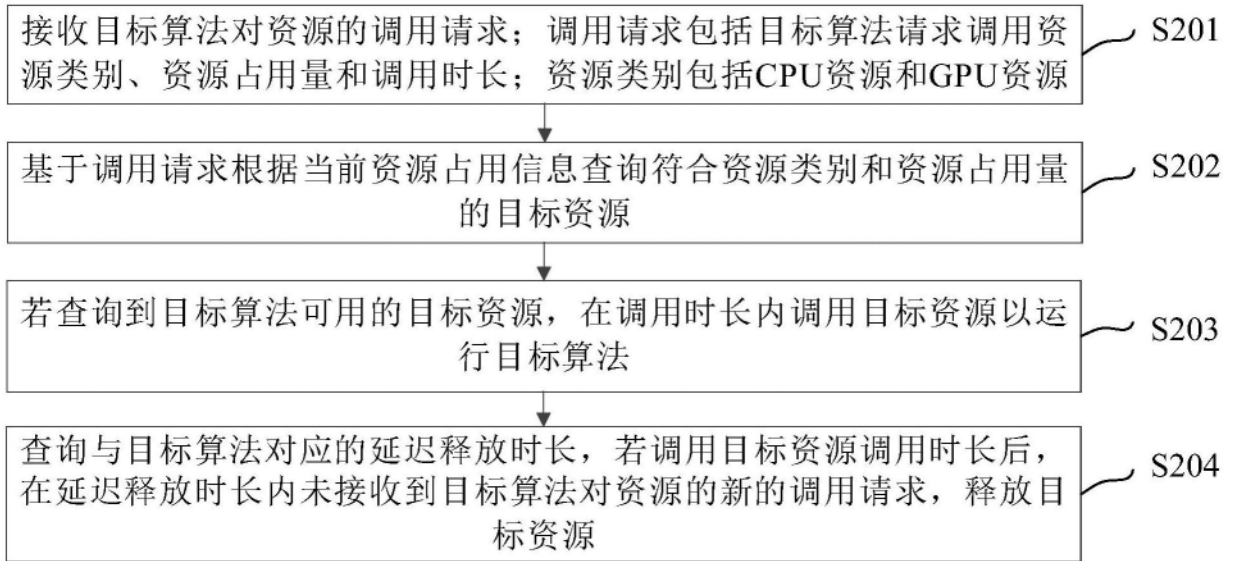 接收目标算法对资源的调用请求；调用请求包括目标算法请求调用资
源类别、资源占用量和调用时长；资源类别包括CPU资源和GPU资源
S201
基于调用请求根据当前资源占用信息查询符合资源类别和资源占用量
的目标资源
S202
若查询到目标算法可用的目标资源，在调用时长内调用目标资源以运
行目标算法
S203
查询与目标算法对应的延迟释放时长，若调用目标资源调用时长后，
在延迟释放时长内未接收到目标算法对资源的新的调用请求，释放目
标资源
S204